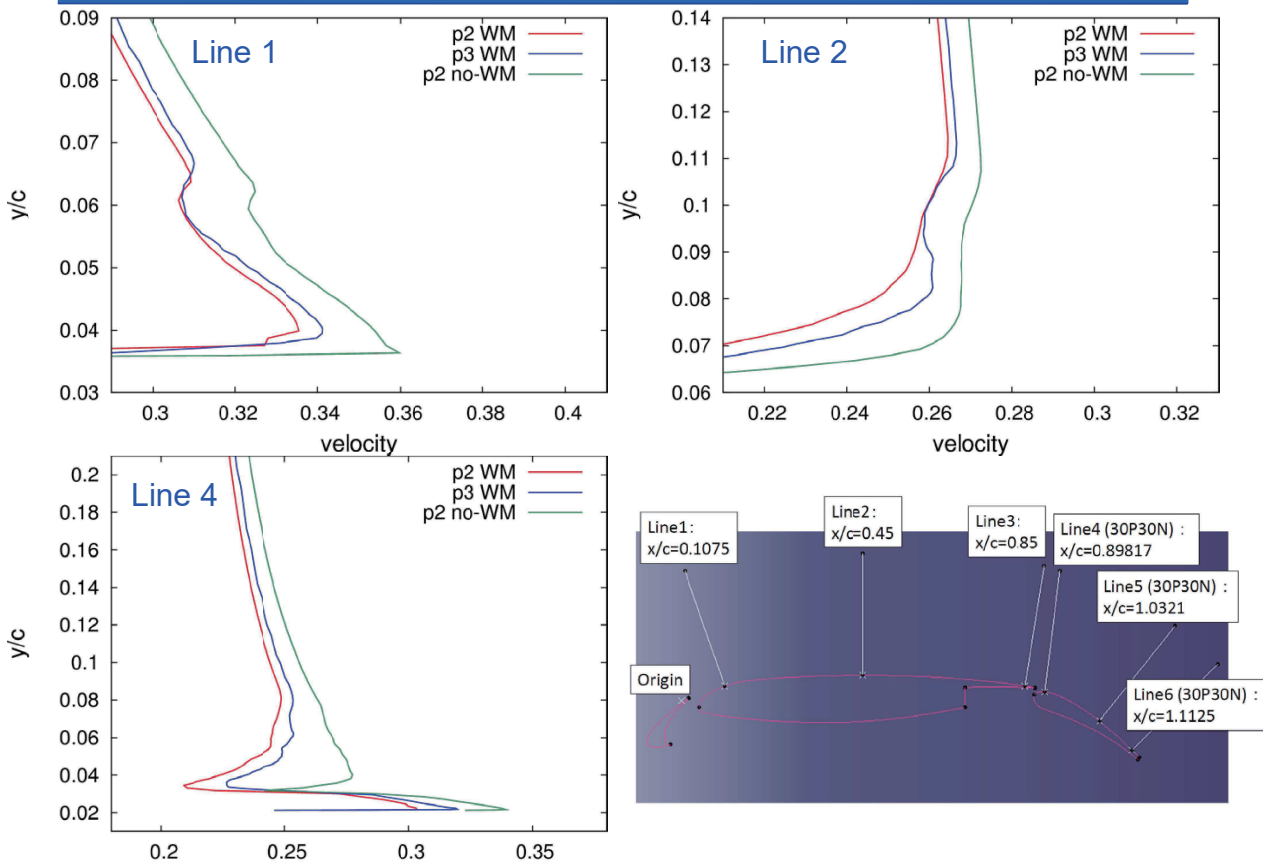 Line 1
p2 WM
p3 WM
p2 no-WM
0.09
0.08
0.07
0.06
0.05
0.04
0.03
y/c
0.3
0.32
0.34
0.36
0.38
0.4
velocity
Line 2
p2 WM
p3 WM
p2 no-WM
0.14
0.13
0.12
0.11
0.1
0.09
0.08
0.07
0.06
y/c
0.22
0.24
0.26
0.28
0.3
0.32
velocity
Line 4
p2 WM
p3 WM
p2 no-WM
0.2
0.18
0.16
0.14
0.12
0.1
0.08
0.06
0.04
0.02
y/c
0.2
0.25
0.3
0.35
Line1:
x/c=0.1075
Line2:
x/c=0.45
Line3:
x/c=0.85
Line4 (30P30N) :
x/c=0.89817
Line5 (30P30N) :
x/c=1.0321
Origin
Line6 (30P30N) :
x/c=1.1125